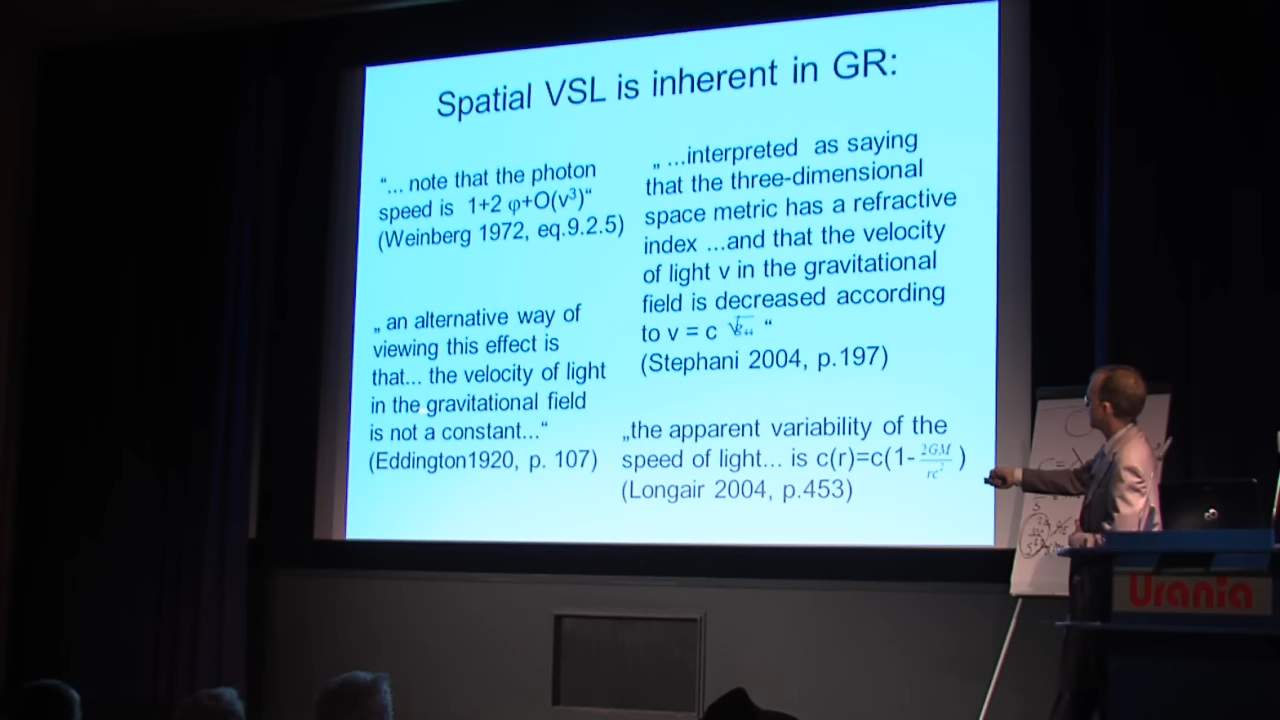 Spatial VSL is inherent in GR:
“... note that the photon
speed is 1+2 φ+O(v³)“
(Weinberg 1972, eq.9.2.5)
„ an alternative way of
viewing this effect is
that... the velocity of light
in the gravitational field
is not a constant...“
(Eddington1920, p. 107)
„ ...interpreted as saying
that the three-dimensional
space metric has a refractive
index ...and that the velocity
of light v in the gravitational
field is decreased according
to v = c √g₄₄ “
(Stephani 2004, p.197)
„the apparent variability of the
speed of light... is c(r)=c(1- 2GM/rc² )
(Longair 2004, p.453)
Urania